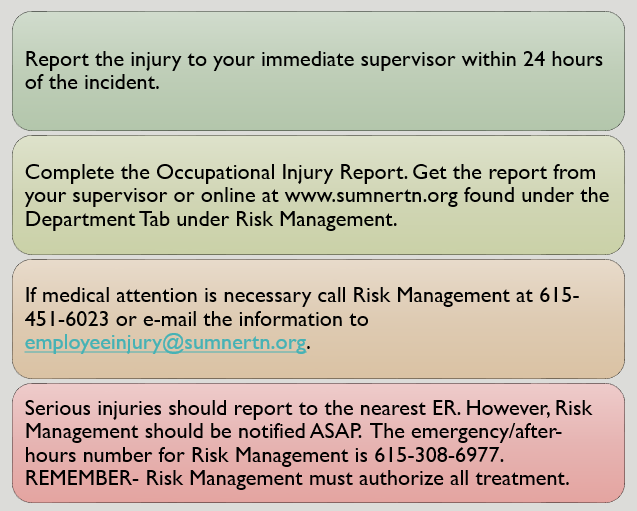 Report the injury to your immediate supervisor within 24 hours
of the incident.
Complete the Occupational Injury Report. Get the report from
your supervisor or online at www.sumnertn.org found under the
Department Tab under Risk Management.
If medical attention is necessary call Risk Management at 615-
451-6023 or e-mail the information to
employeeinjury@sumnertn.org.
Serious injuries should report to the nearest ER. However, Risk
Management should be notified ASAP. The emergency/after-
hours number for Risk Management is 615-308-6977.
REMEMBER- Risk Management must authorize all treatment.